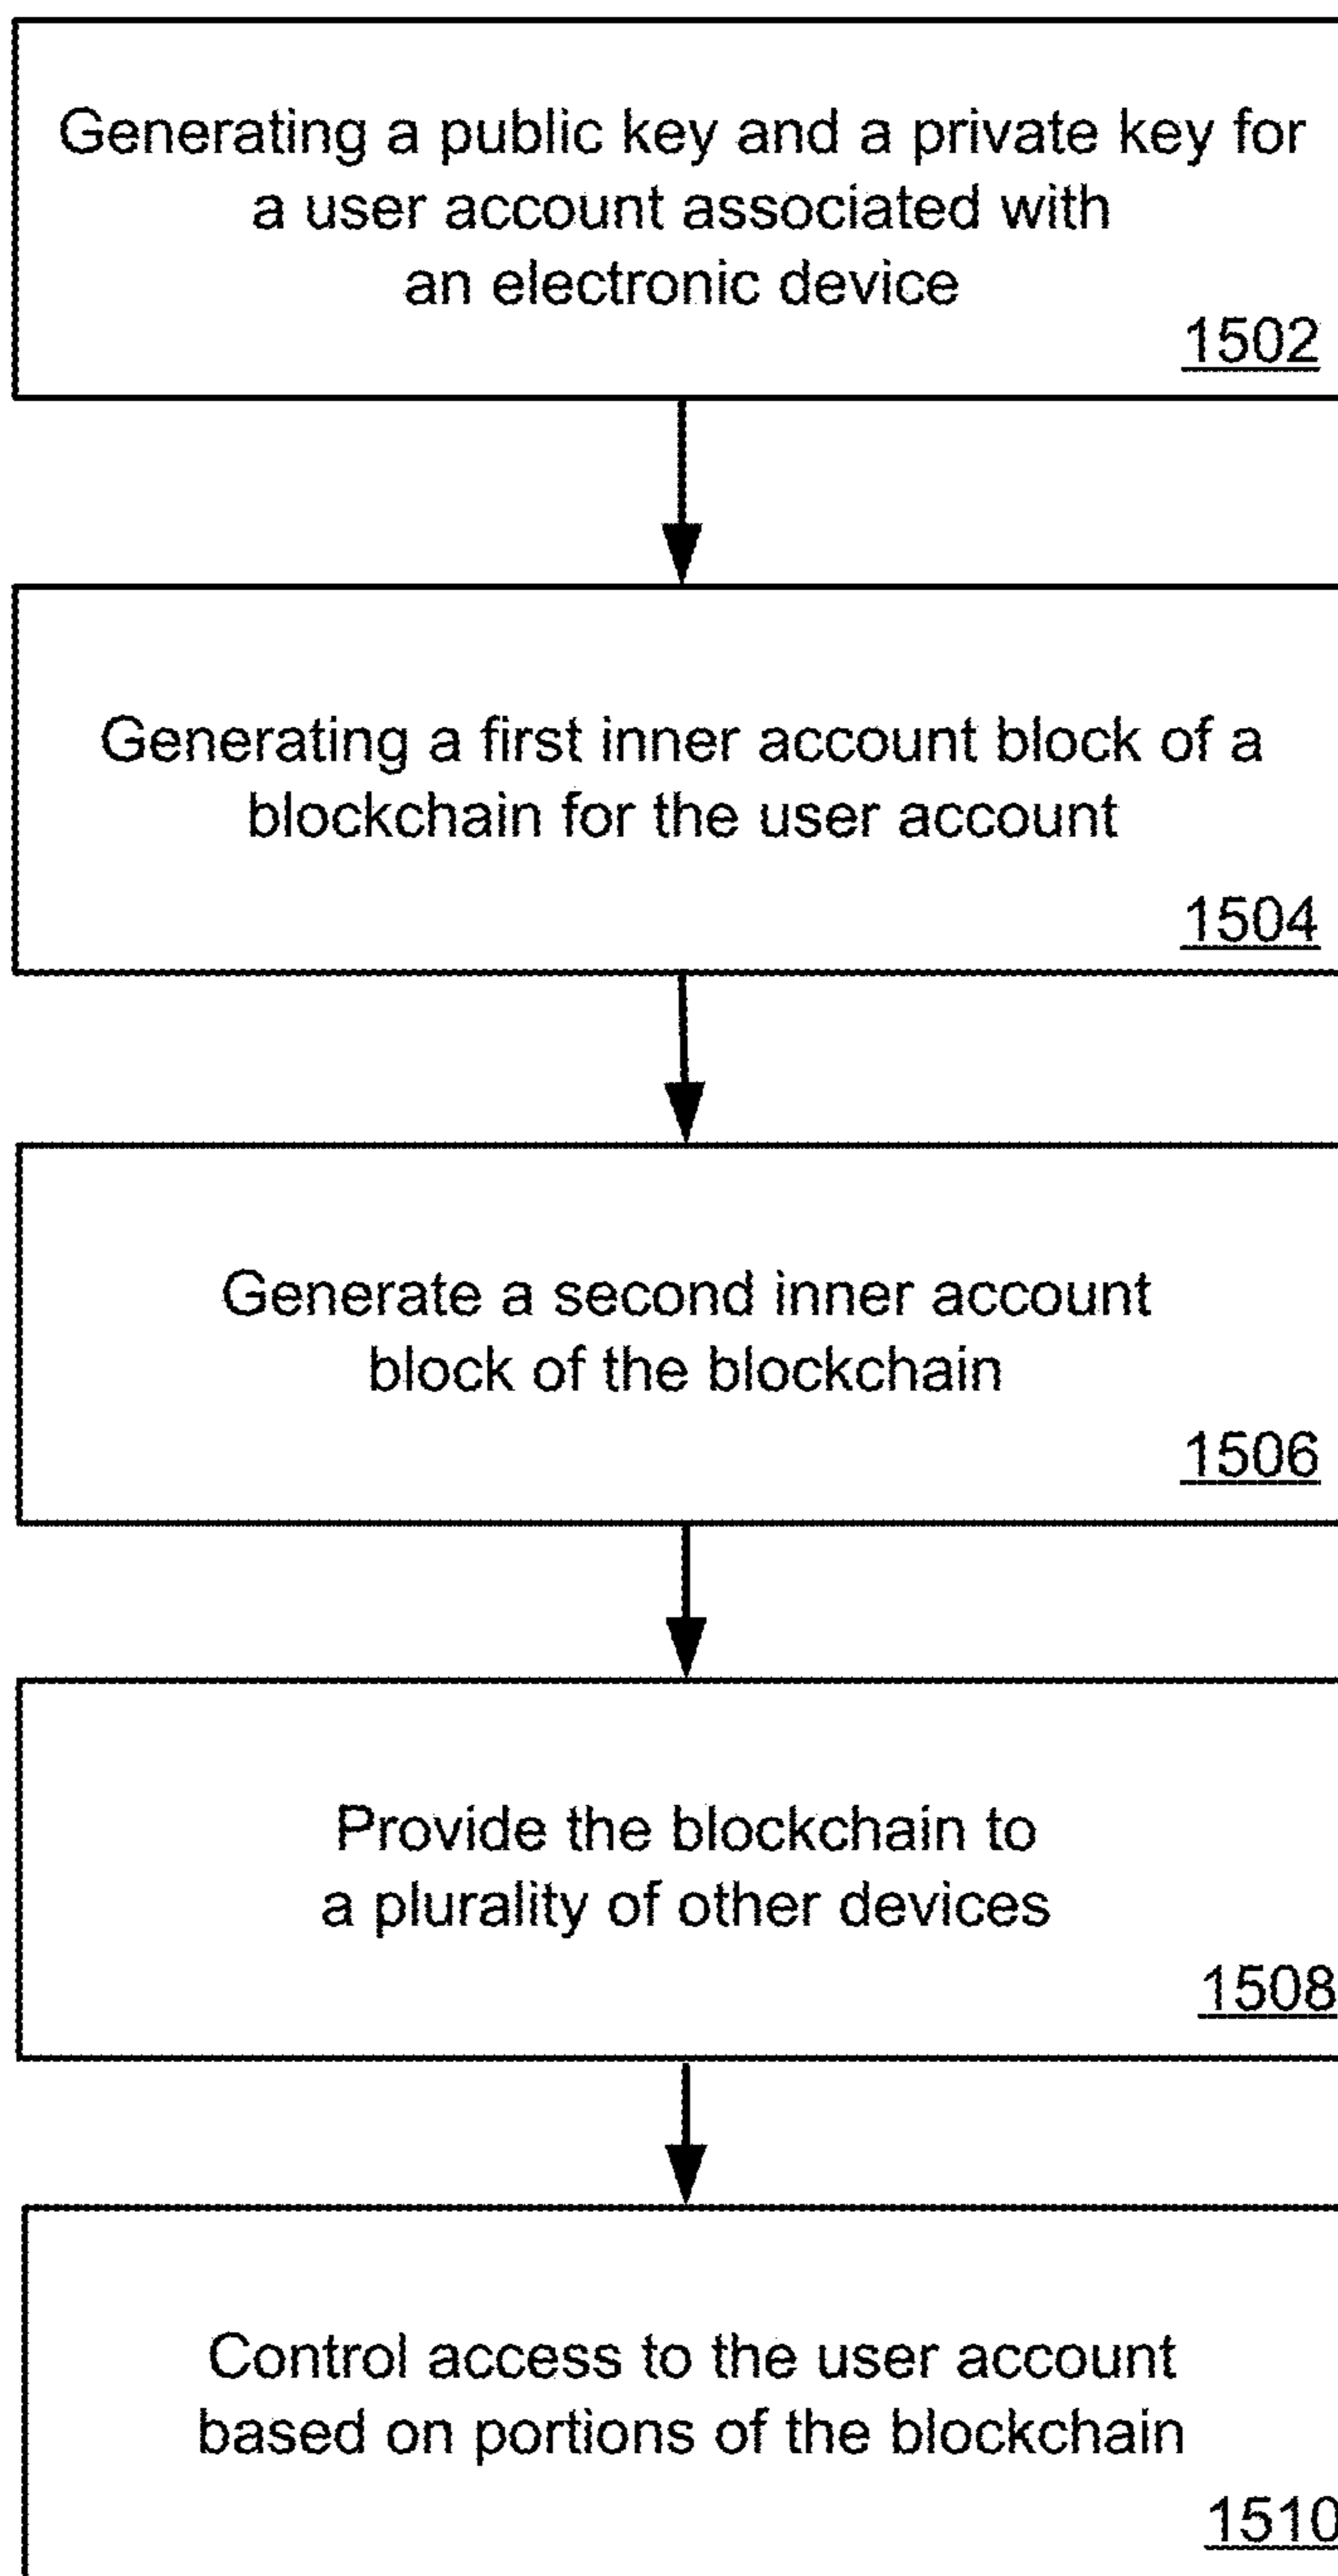 Generating a public key and a private key for
a user account associated with
an electronic device
1502
Generating a first inner account block of a
blockchain for the user account
1504
Generate a second inner account
block of the blockchain
1506
Provide the blockchain to
a plurality of other devices
1508
Control access to the user account
based on portions of the blockchain
1510